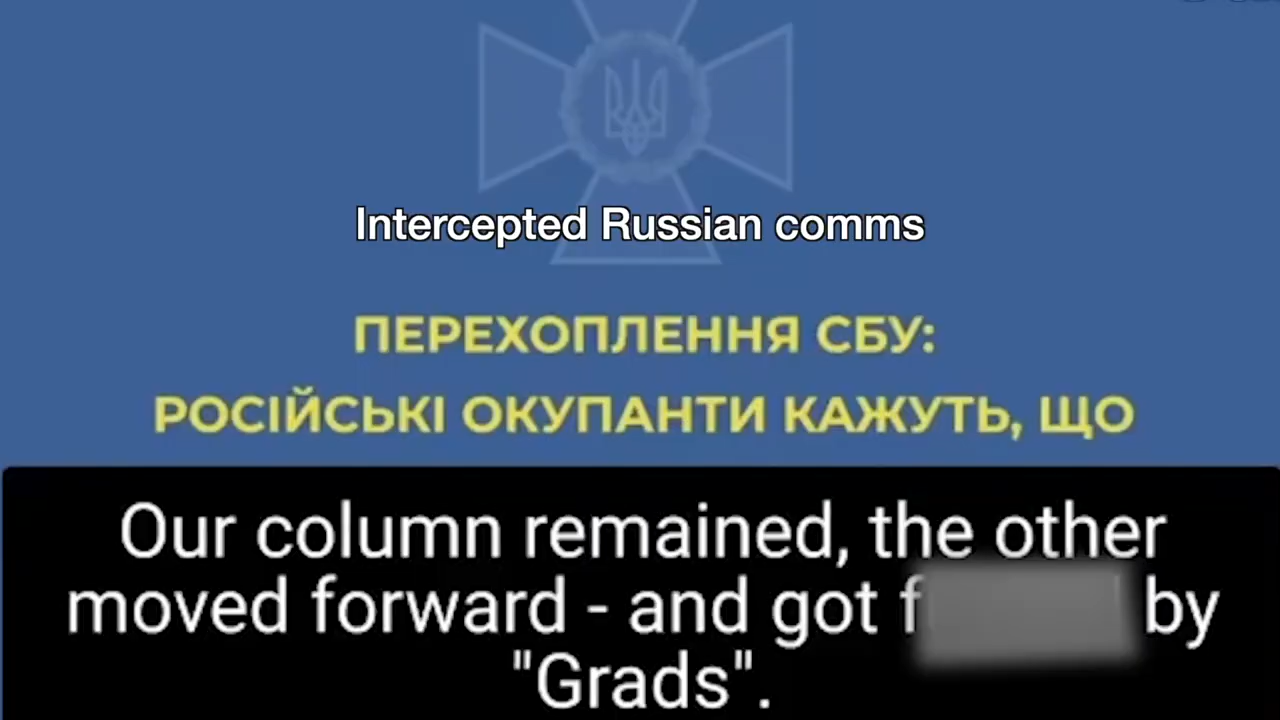 Intercepted Russian comms
ПЕРЕХОПЛЕННЯ СБУ:
РОСІЙСЬКІ ОКУПАНТИ КАЖУТЬ, ЩО
Our column remained, the other
moved forward - and got by
"Grads".